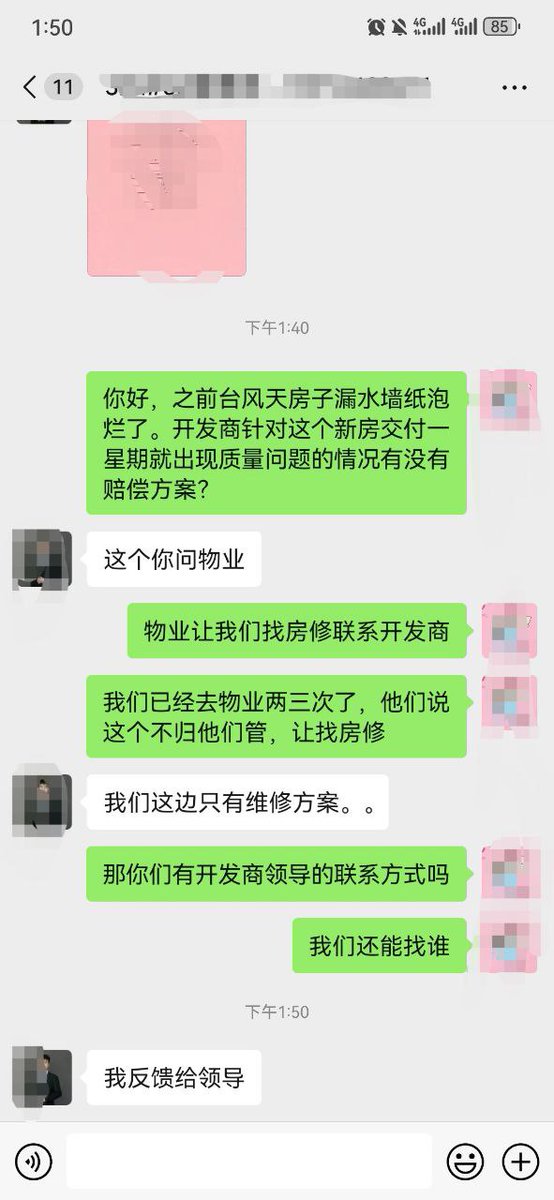 1:50
4G
4G
85
11
下午1:40
你好，之前台风天房子漏水墙纸泡
烂了。开发商针对这个新房交付一
星期就出现质量问题的情况有没有
赔偿方案？
这个你问物业
物业让我们找房修联系开发商
我们已经去物业两三次了，他们说
这个不归他们管，让找房修
我们这边只有维修方案。。
那你们有开发商领导的联系方式吗
我们还能找谁
下午1:50
我反馈给领导